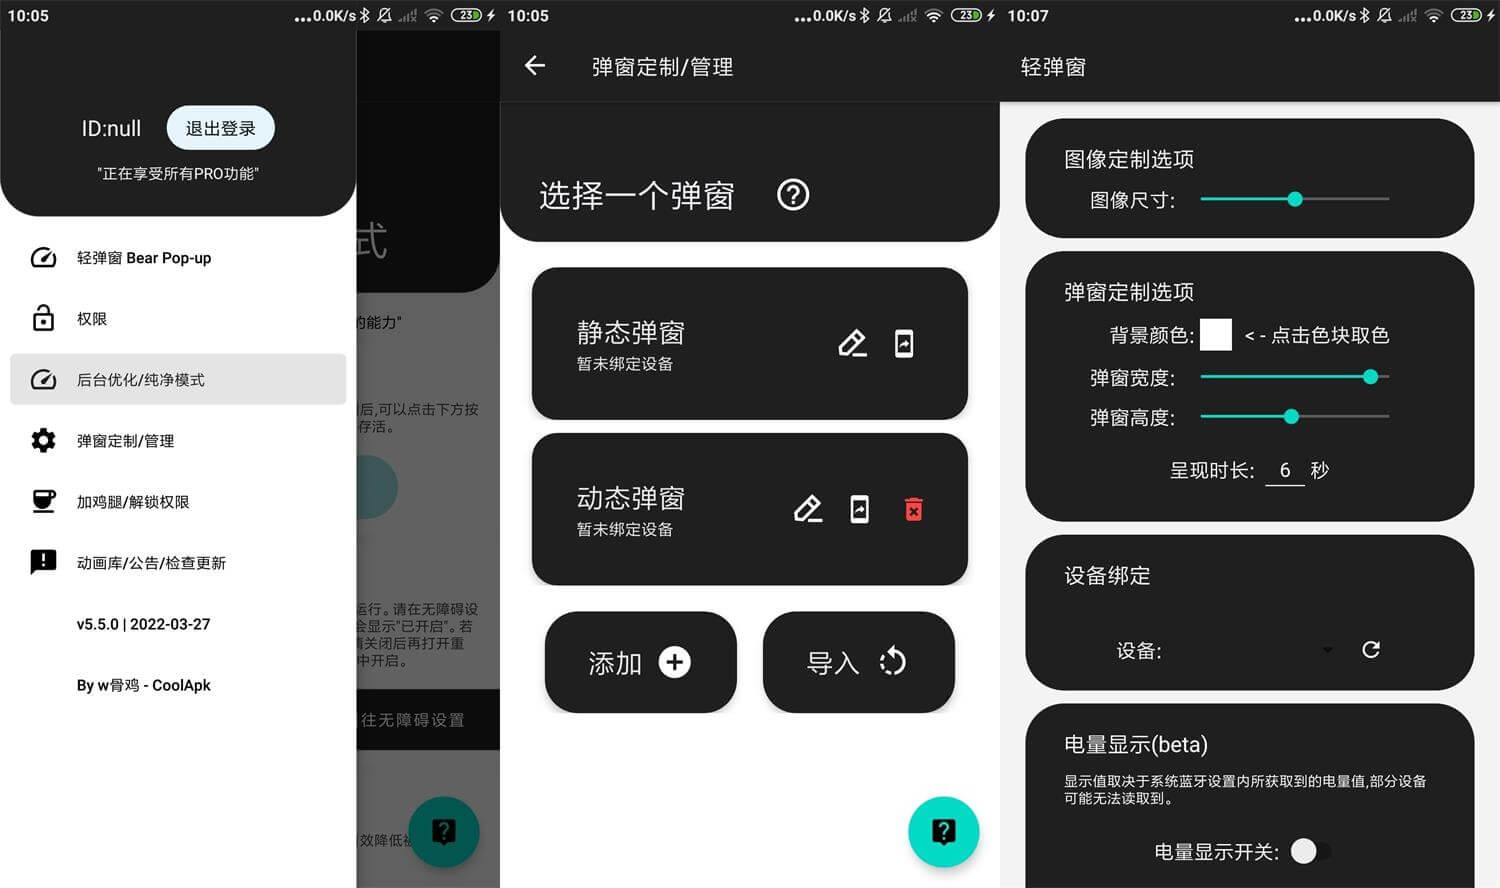 10:05
...0.0K/s
23
ID:null
退出登录
"正在享受所有PRO功能"
轻弹窗 Bear Pop-up
权限
后台优化/纯净模式
弹窗定制/管理
加鸡腿/解锁权限
动画库/公告/检查更新
v5.5.0 | 2022-03-27
By w骨鸡 - CoolApk
式
的能力"
后,可以点击下方按
存活。
运行。请在无障碍设
会显示"已开启"。若
请关闭后再打开重
中开启。
往无障碍设置
效降低被
10:05
...0.0K/s
23
弹窗定制/管理
选择一个弹窗
静态弹窗
暂未绑定设备
动态弹窗
暂未绑定设备
添加
导入
10:07
...0.0K/s
23
轻弹窗
图像定制选项
图像尺寸:
弹窗定制选项
背景颜色: <-点击色块取色
弹窗宽度:
弹窗高度:
呈现时长: 6 秒
设备绑定
设备:
电量显示(beta)
显示值取决于系统蓝牙设置内所获取到的电量值,部分设备
可能无法读取到。
电量显示开关: